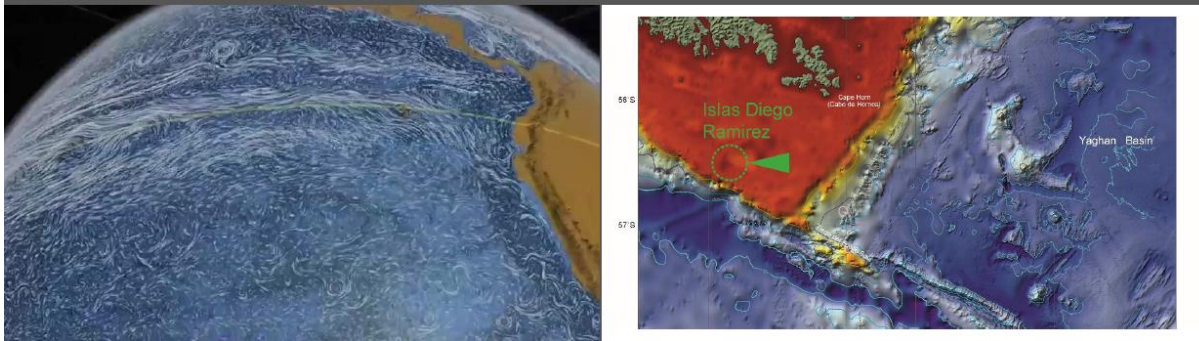 56°S
Cape Horn
(Cabo de Hornos)
Islas Diego
Ramirez
Yaghan Basin
57°S